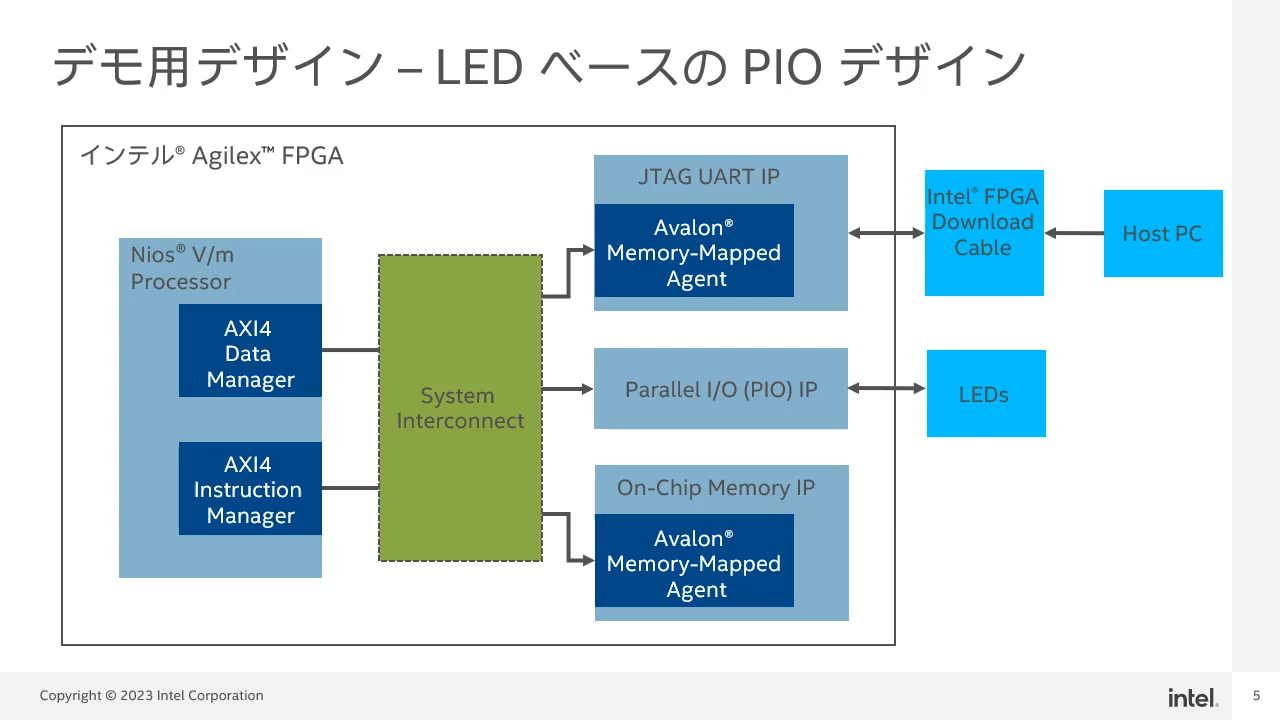 デモ用デザイン – LED ベースの PIO デザイン
インテル® Agilex™ FPGA
Nios® V/m
Processor
AXI4
Data
Manager
AXI4
Instruction
Manager
System
Interconnect
JTAG UART IP
Avalon®
Memory-Mapped
Agent
Parallel I/O (PIO) IP
On-Chip Memory IP
Avalon®
Memory-Mapped
Agent
Intel® FPGA
Download
Cable
Host PC
LEDs
Copyright © 2023 Intel Corporation
intel.
5